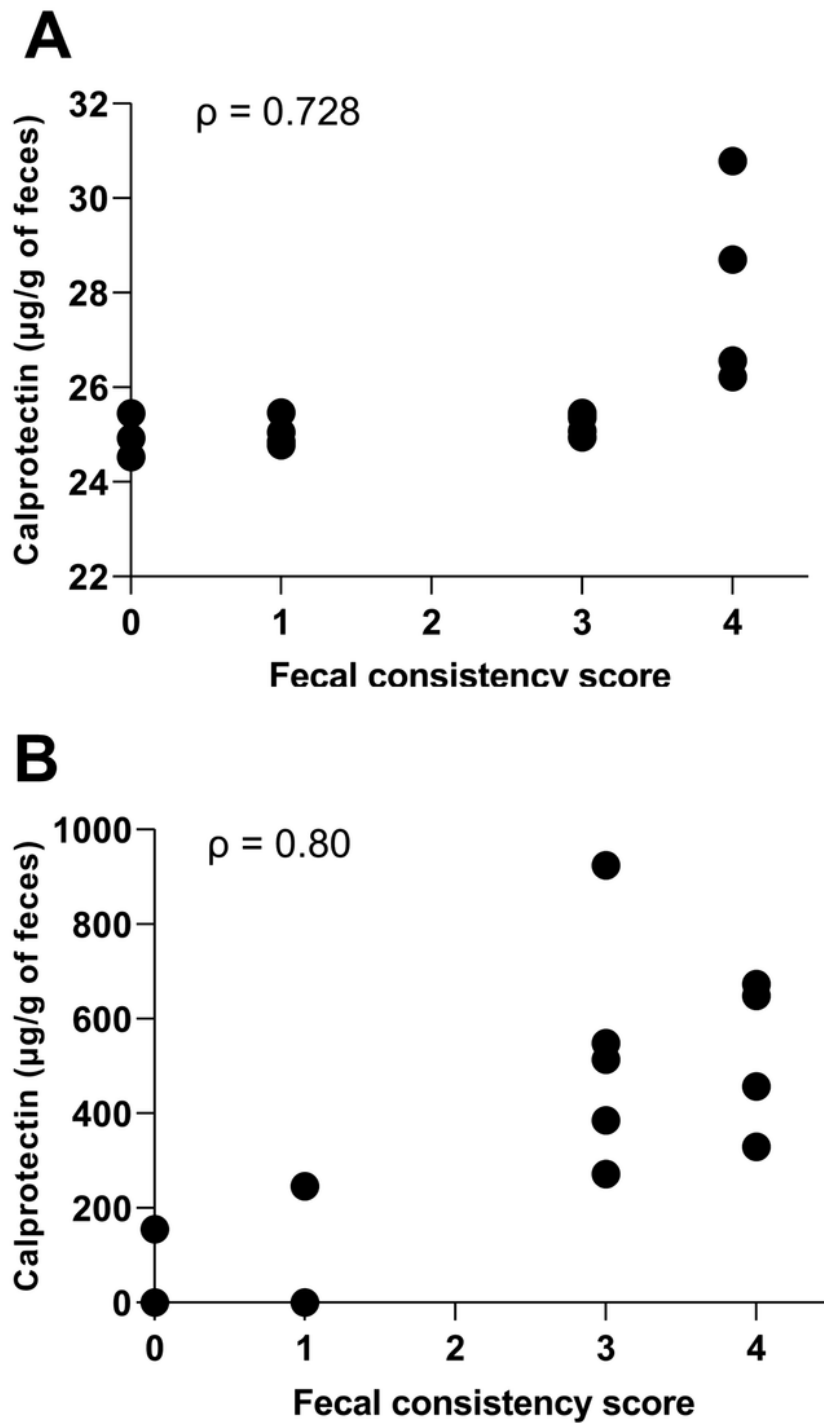 A
ρ = 0.728
Calprotectin (µg/g of feces)
32
30
28
26
24
22
0 1 2 3 4
Fecal consistency score
B
ρ = 0.80
Calprotectin (µg/g of feces)
1000
800
600
400
200
0
0 1 2 3 4
Fecal consistency score